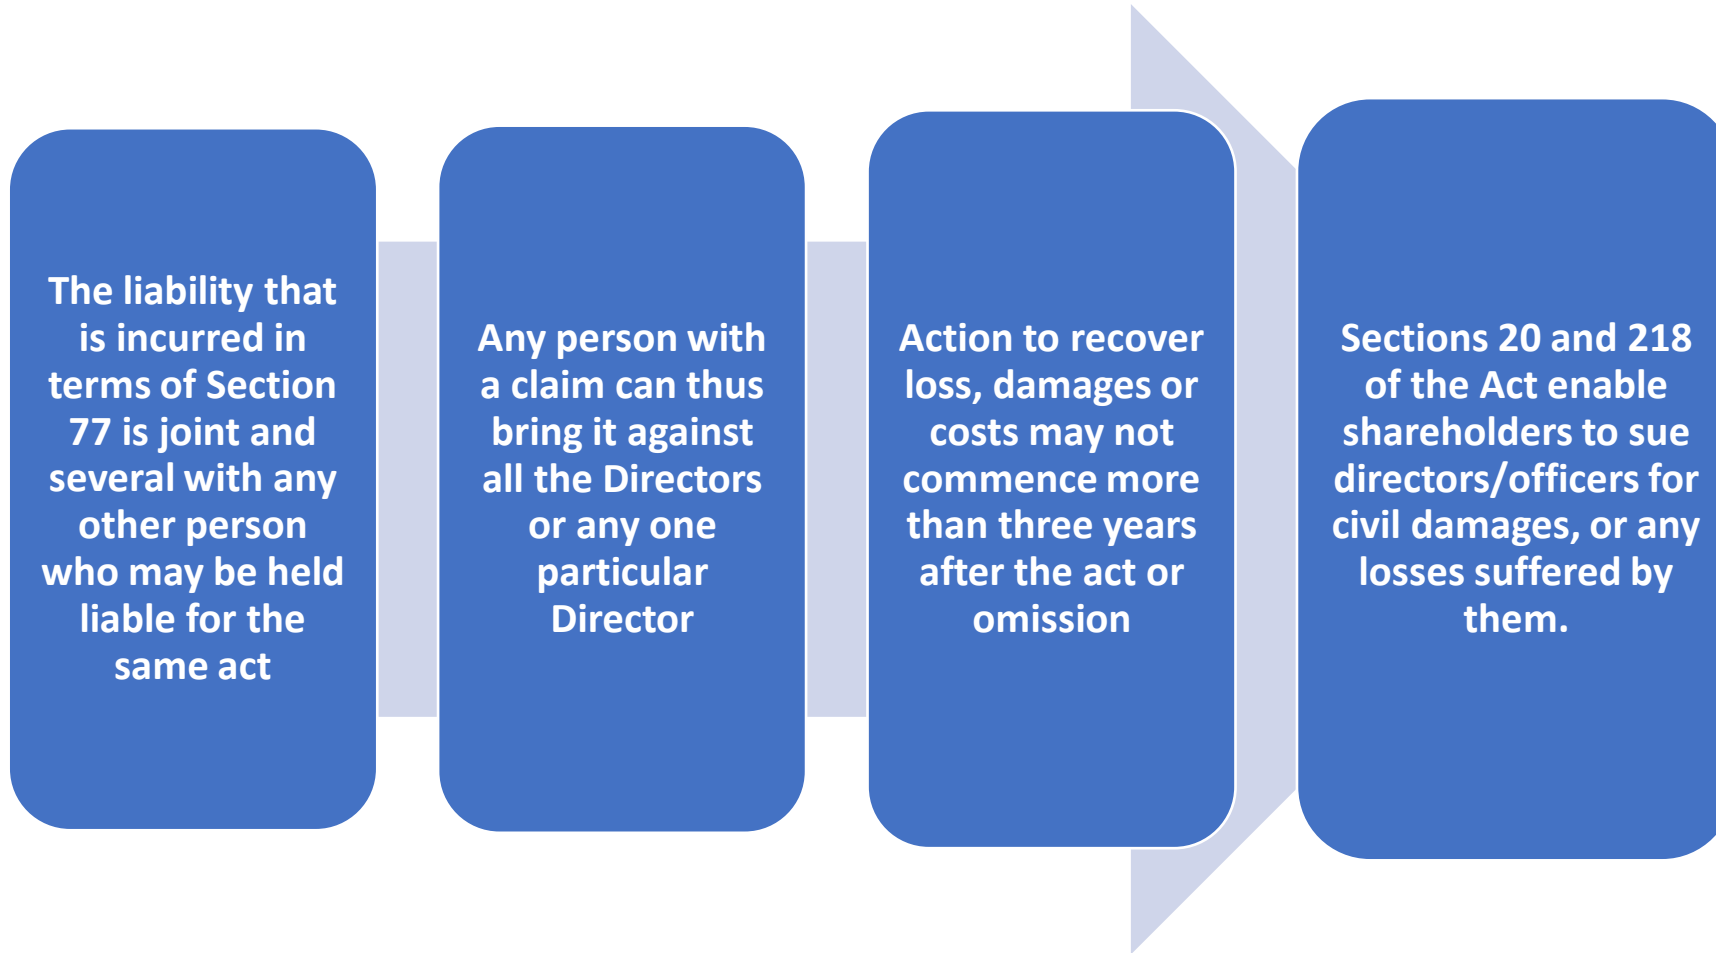 The liability that
is incurred in
terms of Section
77 is joint and
several with any
other person
who may be held
liable for the
same act
Any person with
a claim can thus
bring it against
all the Directors
or any one
particular
Director
Action to recover
loss, damages or
costs may not
commence more
than three years
after the act or
omission
Sections 20 and 218
of the Act enable
shareholders to sue
directors/officers for
civil damages, or any
losses suffered by
them.